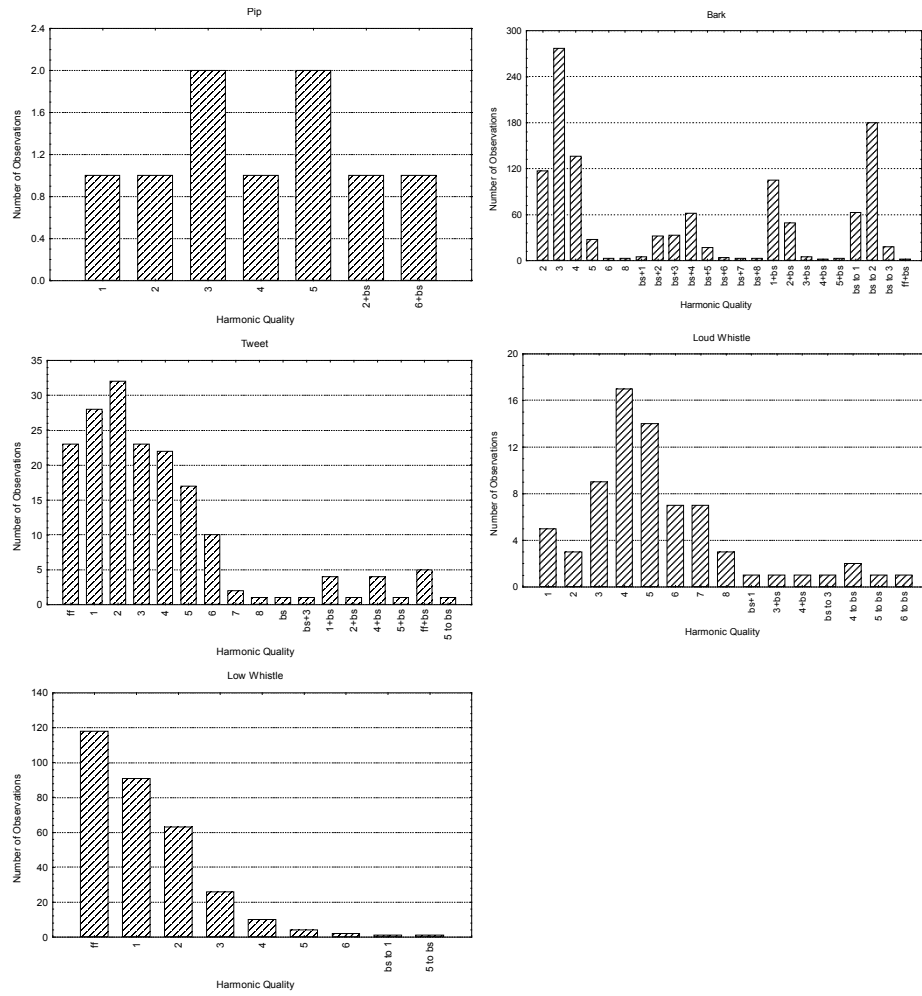 Pip
Number of Observations
2.4
2.0
1.6
1.2
0.8
0.4
0.0
1 2 3 4 5 2+bs 6+bs
Harmonic Quality
Bark
Number of Observations
300
240
180
120
60
0
2 3 4 5 6 8 bs+1 bs+2 bs+3 bs+4 bs+5 bs+6 bs+7 bs+8 1+bs 2+bs 3+bs 4+bs 5+bs bs to 1 bs to 2 bs to 3 ff+bs
Harmonic Quality
Tweet
Number of Observations
35
30
25
20
15
10
5
0
ff 1 2 3 4 5 6 7 8 bs bs+3 1+bs 2+bs 4+bs 5+bs ff+bs 5 to bs
Harmonic Quality
Loud Whistle
Number of Observations
20
16
12
8
4
0
1 2 3 4 5 6 7 8 bs+1 3+bs 4+bs bs to 3 4 to bs 5 to bs 6 to bs
Harmonic Quality
Low Whistle
Number of Observations
140
120
100
80
60
40
20
0
ff 1 2 3 4 5 6 bs to 1 5 to bs
Harmonic Quality